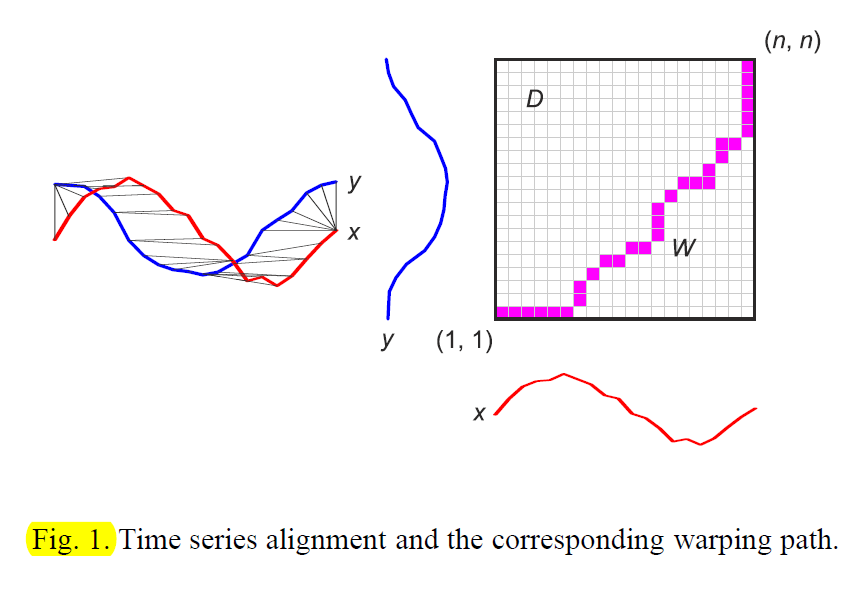 (n, n)
D
y
x
W
y
(1, 1)
x
Fig. 1. Time series alignment and the corresponding warping path.